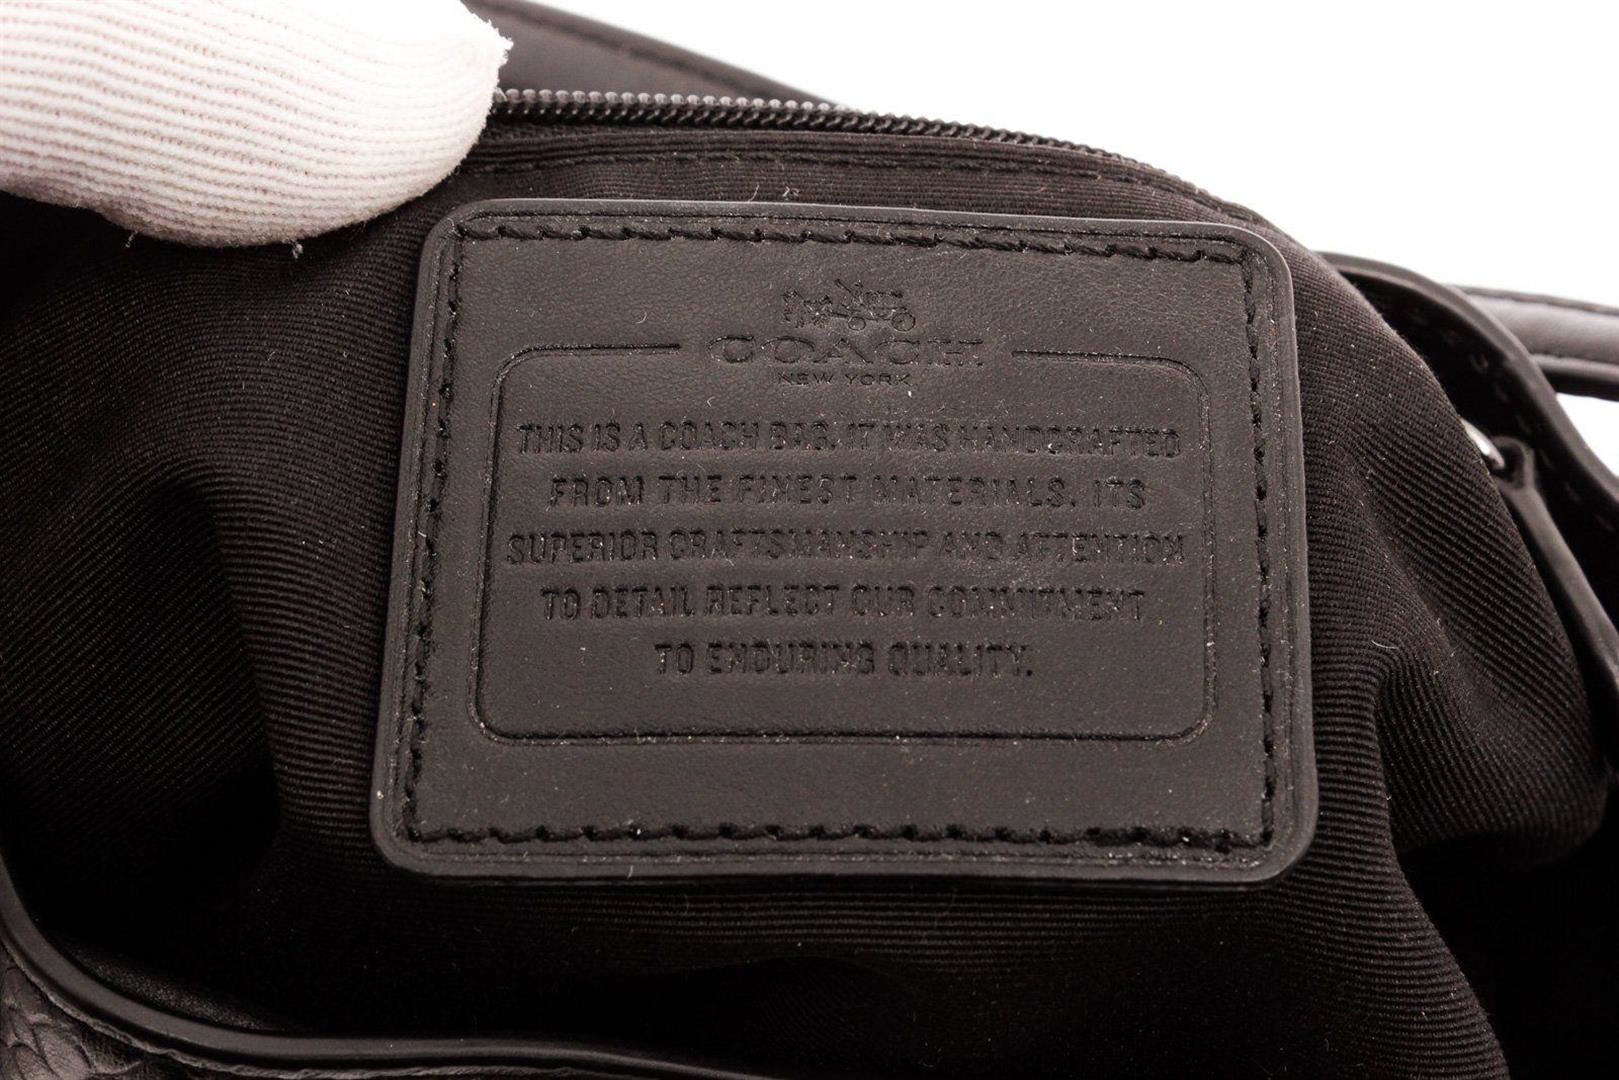 COACH
NEW YORK
THIS IS A COACH BAG. IT WAS HANDCRAFTED
FROM THE FINEST MATERIALS. ITS
SUPERIOR CRAFTSMANSHIP AND ATTENTION
TO DETAIL REFLECT OUR COMMITMENT
TO ENDURING QUALITY.